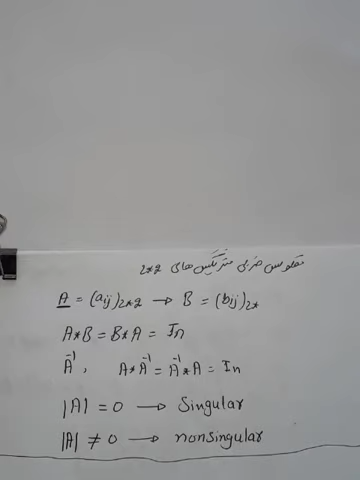 معکوس ضربی متریکس های 2*2
A = (aij)2*2 → B = (bij)2*
A*B = B*A = In
A⁻¹, A*A⁻¹ = A⁻¹*A = In
|A| = 0 → Singular
|A| ≠ 0 → nonsingular